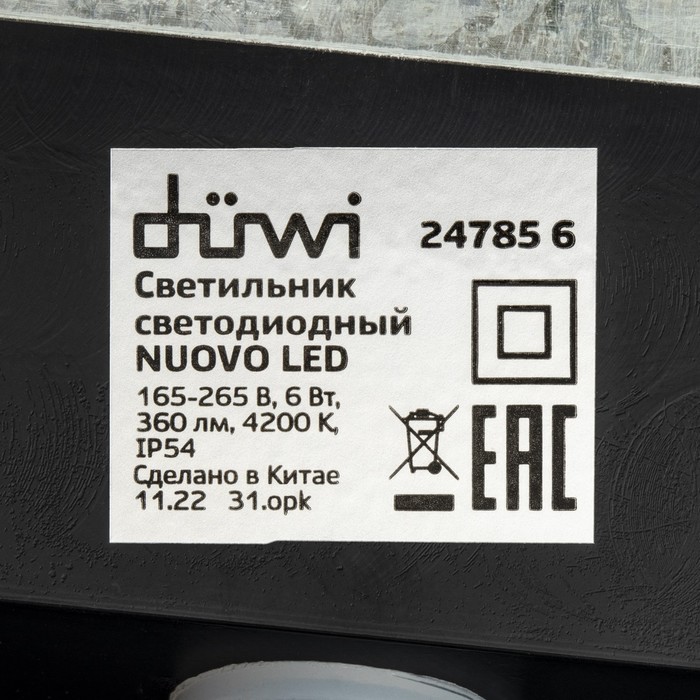 düwi
24785 6
Светильник
светодиодный
NUOVO LED
165-265 В, 6 Вт,
360 лм, 4200 К,
IP54
Сделано в Китае
11.22 31.opk
EAC